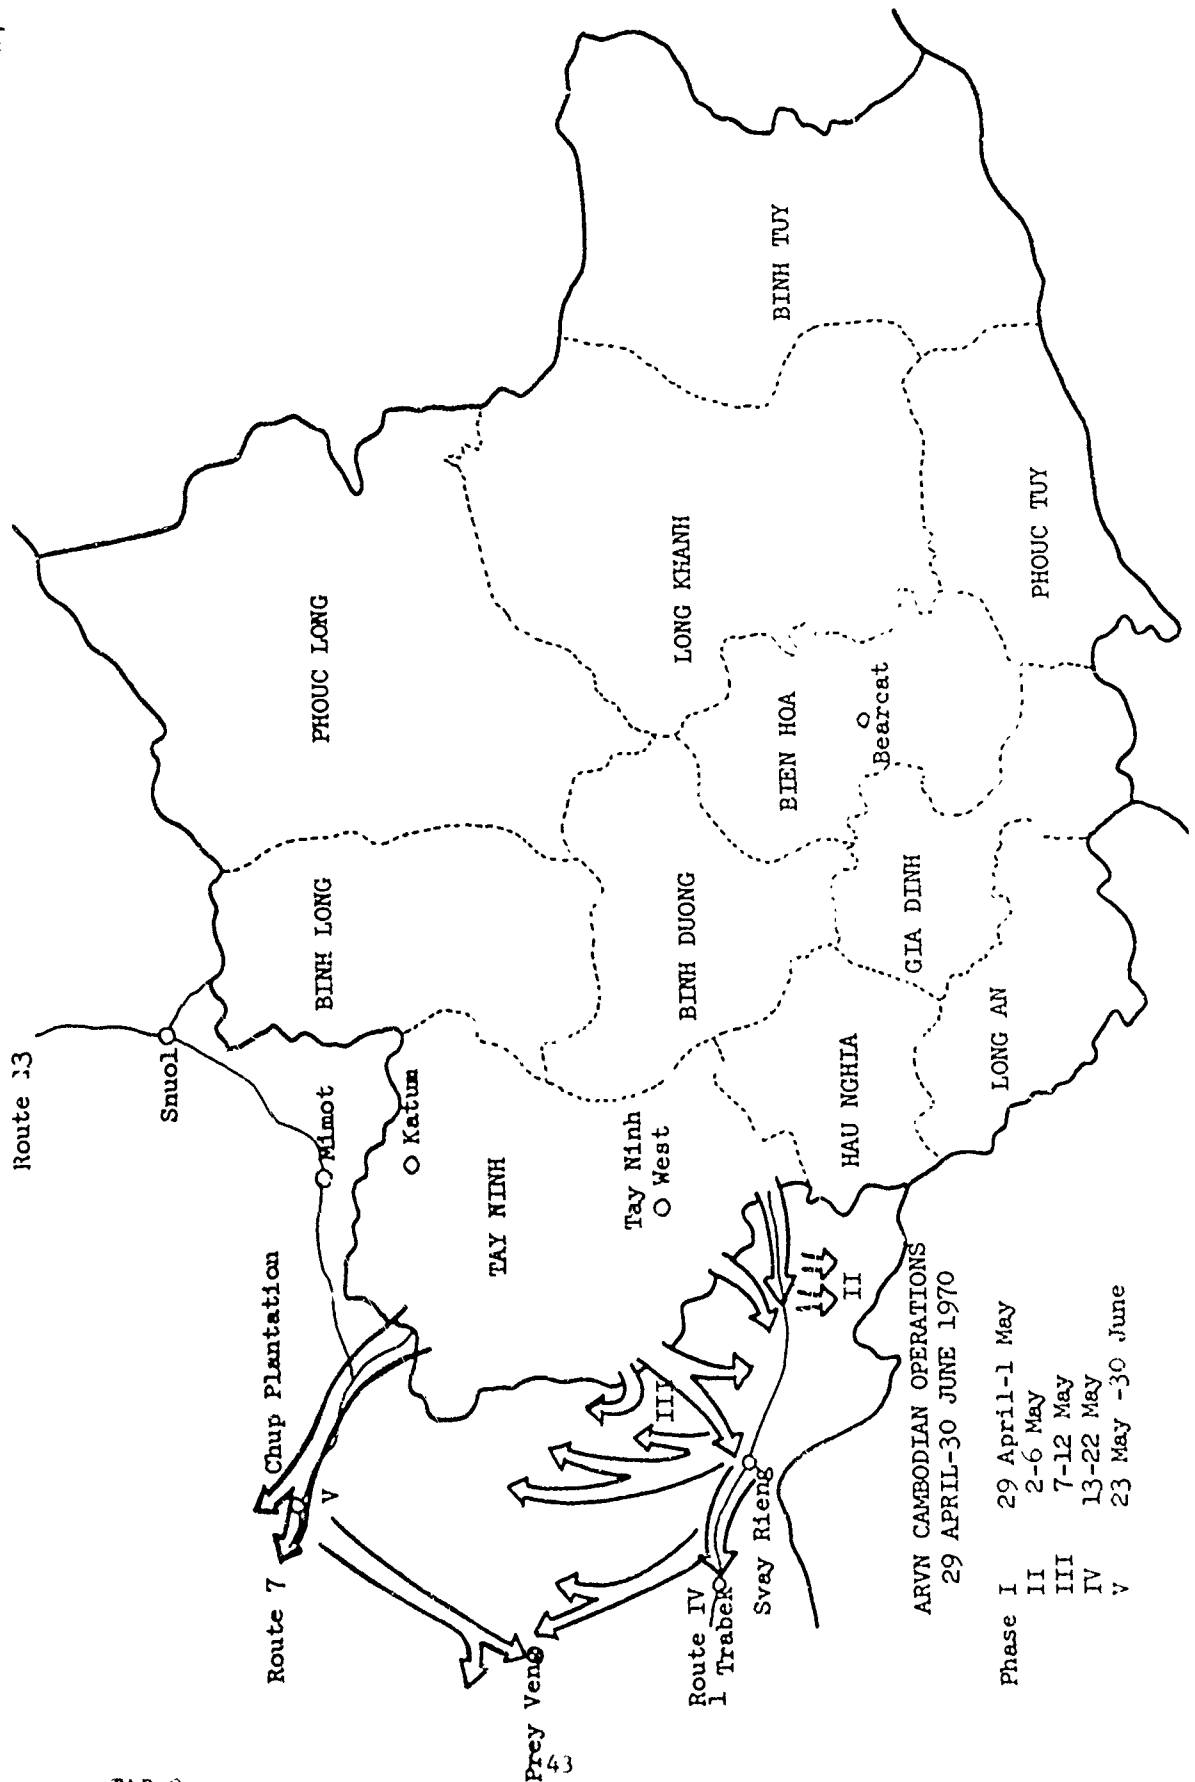 Route 13
Snuol
Mimot
Katum
Chup Plantation
Route 7
V
PHOUC LONG
BINH LONG
TAY NINH
Tay Ninh
West
BINH DUONG
LONG KHANH
BINH TUY
BIEN HOA
Bearcat
PHOUC TUY
GIA DINH
HAU NGHIA
LONG AN
II
III
Svay Rieng
Route IV
1 Trabek
Prey Veng
ARVN CAMBODIAN OPERATIONS
29 APRIL-30 JUNE 1970
Phase I 29 April-1 May
II 2-6 May
III 7-12 May
IV 13-22 May
V 23 May -30 June
43